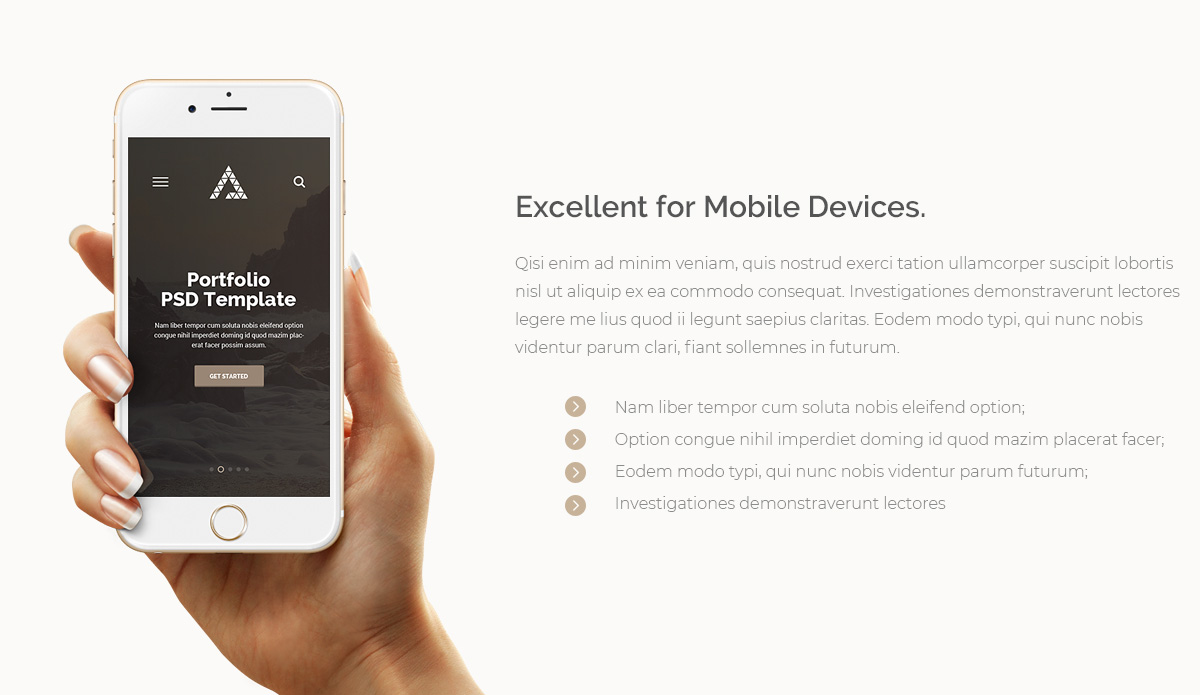 Portfolio
PSD Template
Nam liber tempor cum soluta nobis eleifend option
congue nihil imperdiet doming id quod mazim plac-
erat facer possim assum.
GET STARTED
Excellent for Mobile Devices.
Qisi enim ad minim veniam, quis nostrud exerci tation ullamcorper suscipit lobortis
nisl ut aliquip ex ea commodo consequat. Investigationes demonstraverunt lectores
legere me lius quod ii legunt saepius claritas. Eodem modo typi, qui nunc nobis
videntur parum clari, fiant sollemnes in futurum.
Nam liber tempor cum soluta nobis eleifend option;
Option congue nihil imperdiet doming id quod mazim placerat facer;
Eodem modo typi, qui nunc nobis videntur parum futurum;
Investigationes demonstraverunt lectores